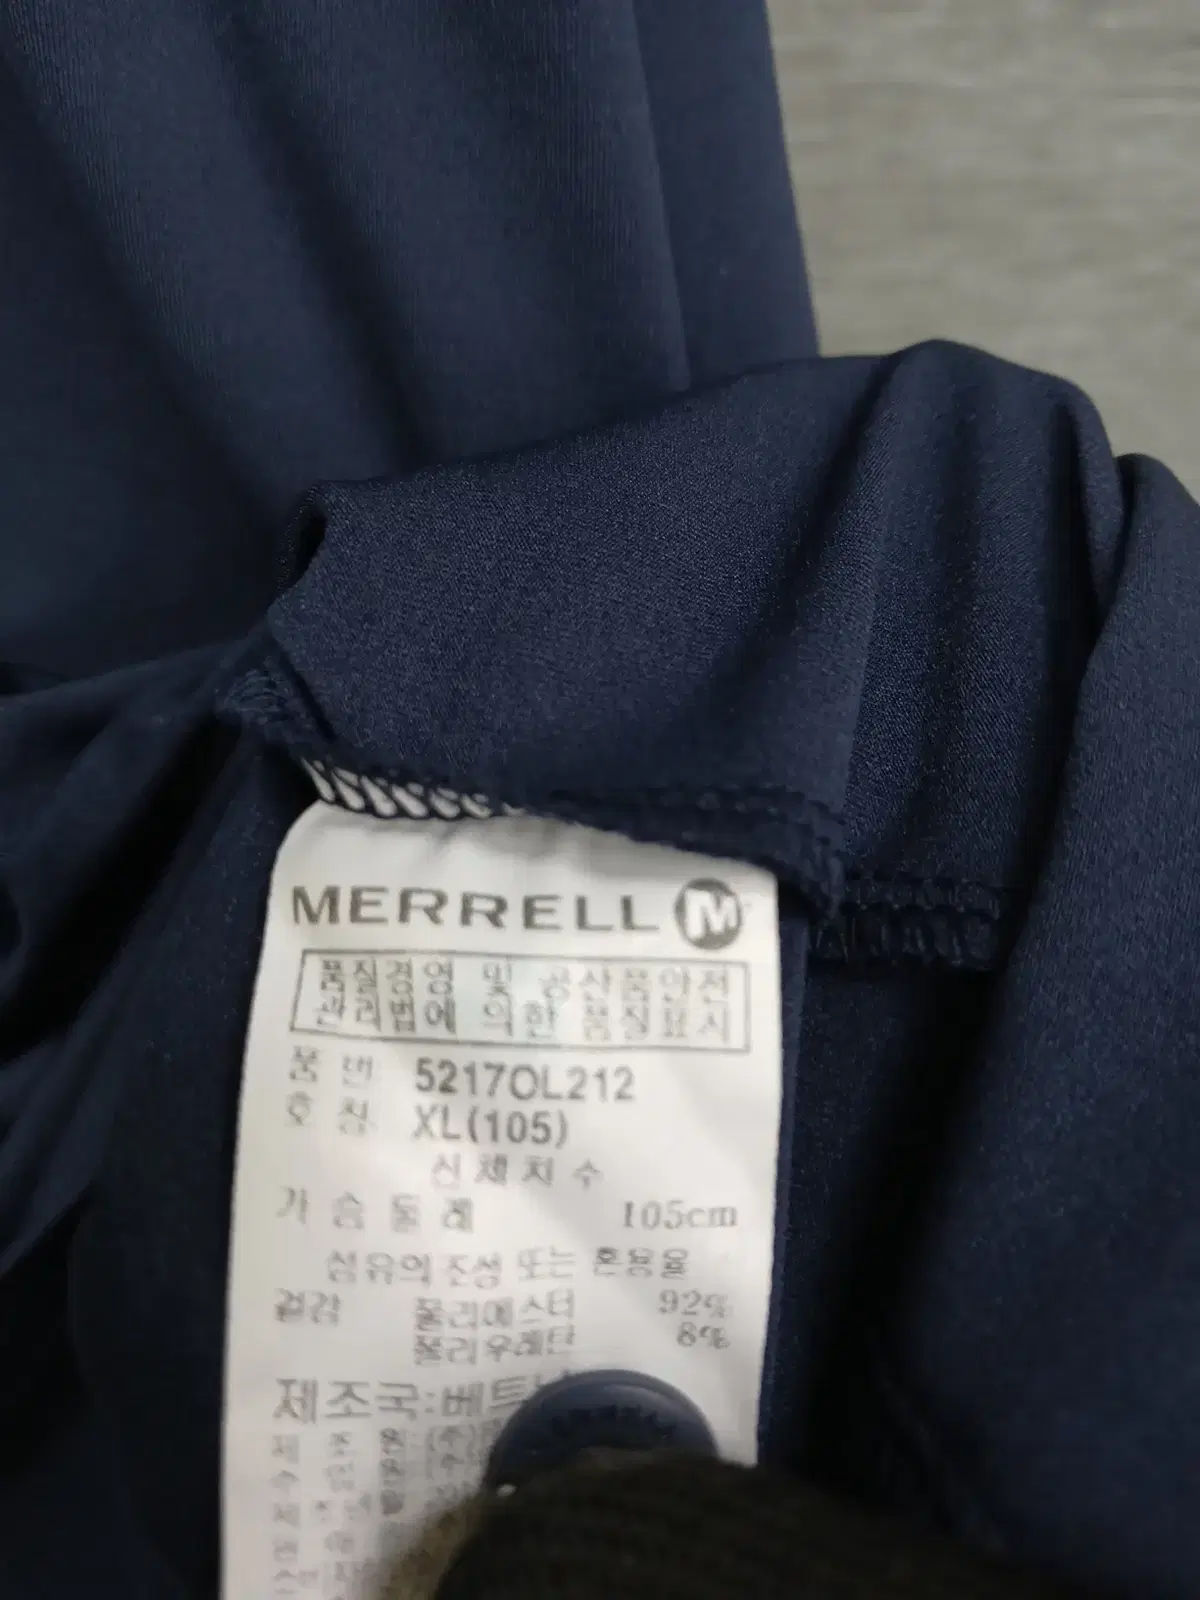 MERRELL M
품질경영 및 공산품안전
관리법에 의한 품질표시
품 번 5217OL212
호 칭 XL(105)
신체치수
가슴둘레 105cm
섬유의 조성 또는 혼용율
겉감 폴리에스터 92%
폴리우레탄 8%
제조국:베트